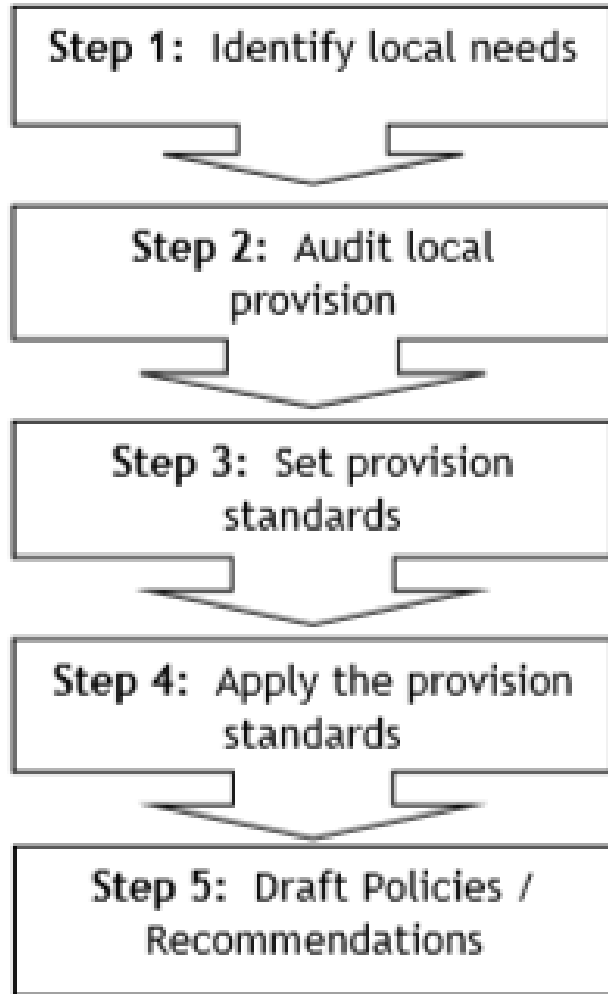 Step 1: Identify local needs
Step 2: Audit local
provision
Step 3: Set provision
standards
Step 4: Apply the provision
standards
Step 5: Draft Policies /
Recommendations